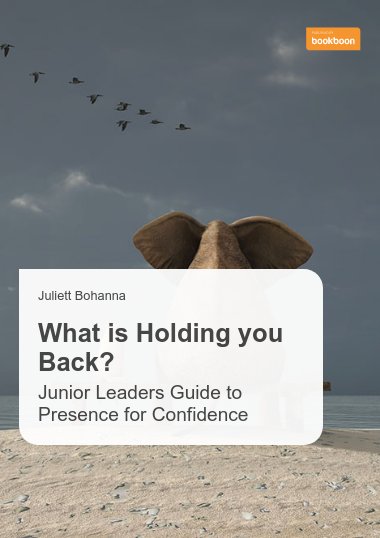 bookboon
Juliett Bohanna
What is Holding you
Back?
Junior Leaders Guide to
Presence for Confidence